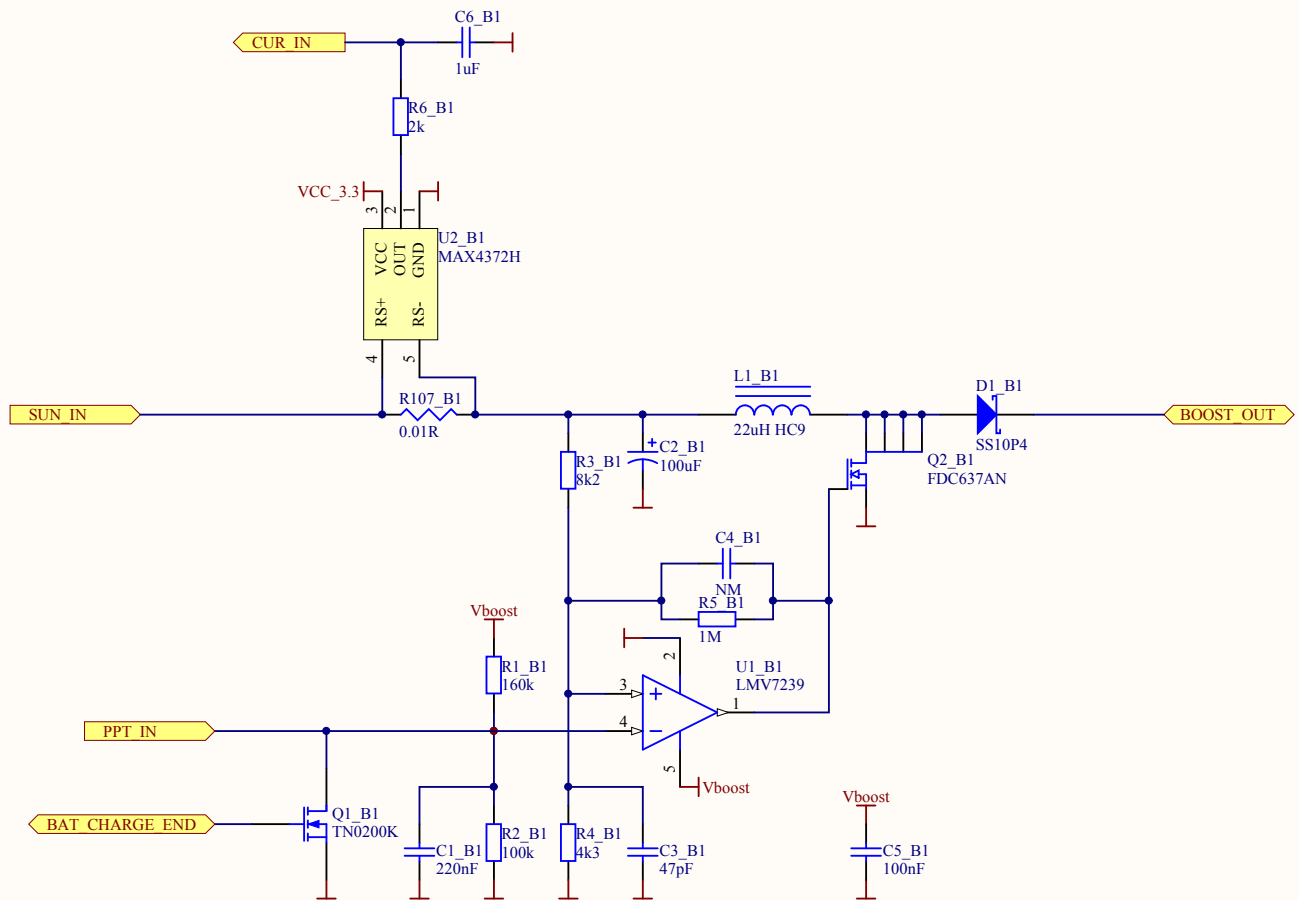 C6_B1
CUR_IN
1uF
R6_B1
2k
VCC_3.3
3
2
1
U2_B1
MAX4372H
VCC
OUT
GND
RS+
RS-
4
5
L1_B1
D1_B1
R107_B1
SUN_IN
BOOST_OUT
0.01R
22uH HC9
SS10P4
+
C2_B1
100uF
R3_B1
8k2
Q2_B1
FDC637AN
C4_B1
NM
R5_B1
1M
Vboost
2
R1_B1
160k
U1_B1
LMV7239
3
+
1
4
−
PPT_IN
5
Vboost
Vboost
Q1_B1
TN0200K
BAT_CHARGE_END
C1_B1
220nF
R2_B1
100k
R4_B1
4k3
C3_B1
47pF
C5_B1
100nF